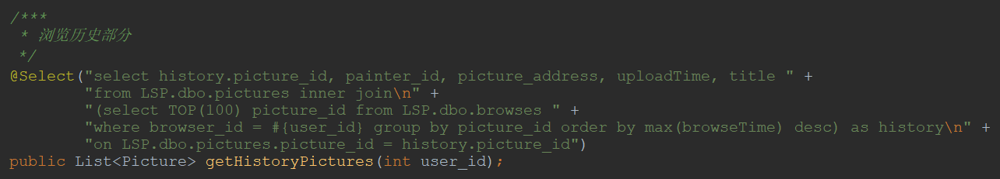 /***
 * 浏览历史部分
 */
@Select("select history.picture_id, painter_id, picture_address, uploadTime, title " +
        "from LSP.dbo.pictures inner join\n" +
        "(select TOP(100) picture_id from LSP.dbo.browses " +
        "where browser_id = #{user_id} group by picture_id order by max(browseTime) desc) as history\n" +
        "on LSP.dbo.pictures.picture_id = history.picture_id")
public List<Picture> getHistoryPictures(int user_id);